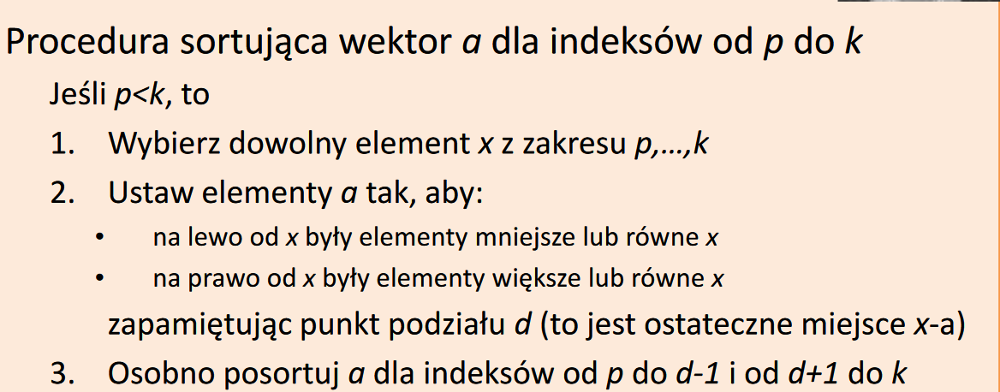 Procedura sortująca wektor a dla indeksów od p do k
Jeśli p<k, to
1. Wybierz dowolny element x z zakresu p,...,k
2. Ustaw elementy a tak, aby:
• na lewo od x były elementy mniejsze lub równe x
• na prawo od x były elementy większe lub równe x
zapamiętując punkt podziału d (to jest ostateczne miejsce x-a)
3. Osobno posortuj a dla indeksów od p do d-1 i od d+1 do k